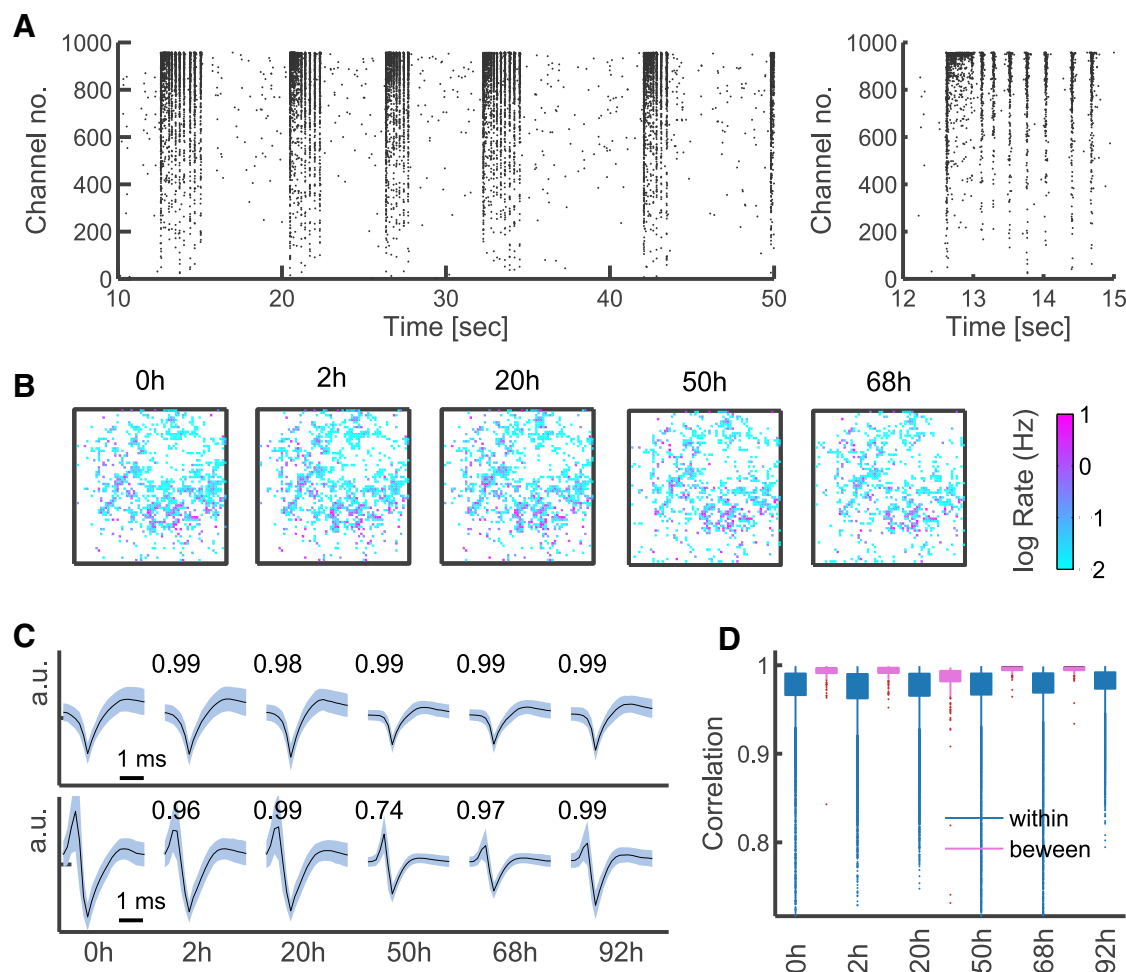 A
1000
800
600
400
200
0
Channel no.
10
20
30
40
50
Time [sec]
1000
800
600
400
200
0
Channel no.
12
13
14
15
Time [sec]
B
0h
2h
20h
50h
68h
log Rate (Hz)
1
0
1
2
C
a.u.
0.99
0.98
0.99
0.99
0.99
1 ms
a.u.
0.96
0.99
0.74
0.97
0.99
1 ms
0h
2h
20h
50h
68h
92h
D
1
0.9
0.8
Correlation
within
beween
0h
2h
20h
50h
68h
92h